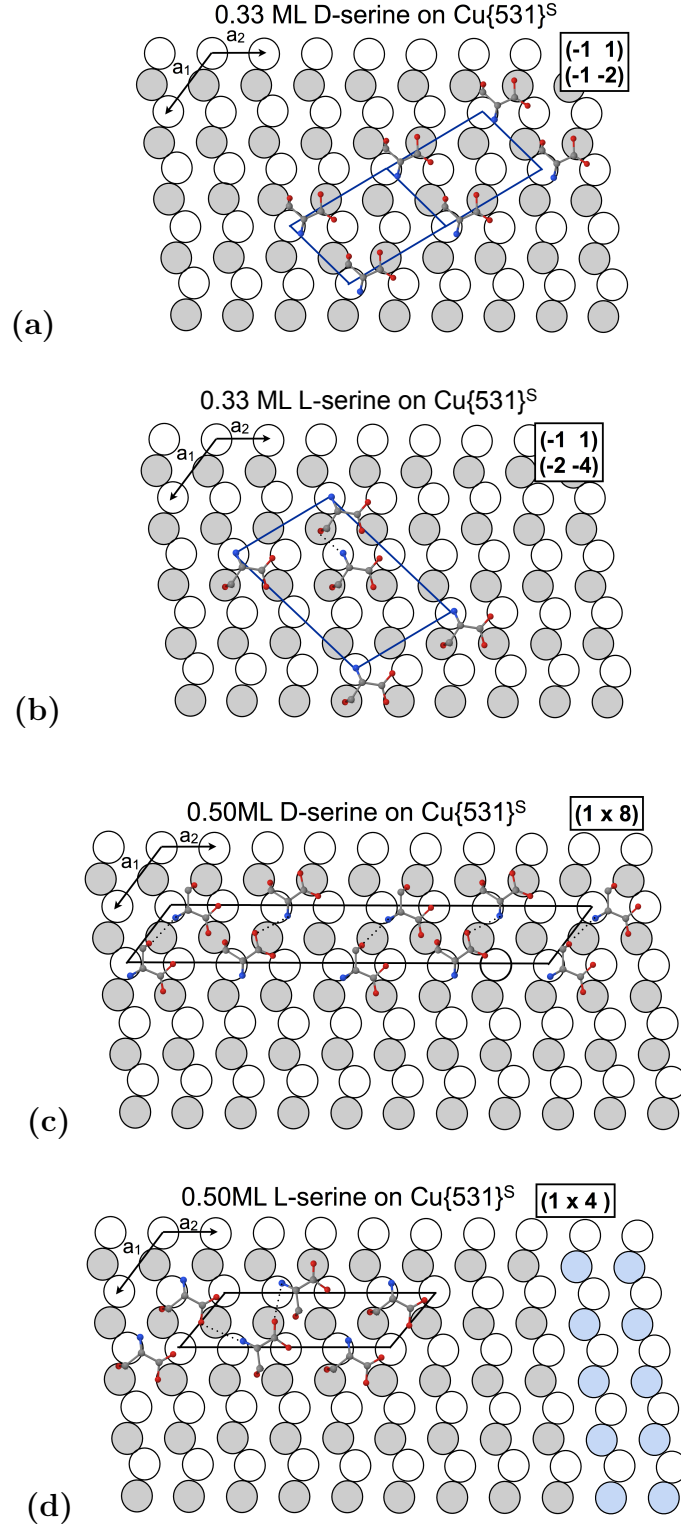 0.33 ML D-serine on Cu{531}ˢ
a₂
a₁
(-1 1)
(-1 -2)
(a)
0.33 ML L-serine on Cu{531}ˢ
a₂
a₁
(-1 1)
(-2 -4)
(b)
0.50ML D-serine on Cu{531}ˢ
(1 x 8)
a₂
a₁
(c)
0.50ML L-serine on Cu{531}ˢ
(1 x 4 )
a₂
a₁
(d)